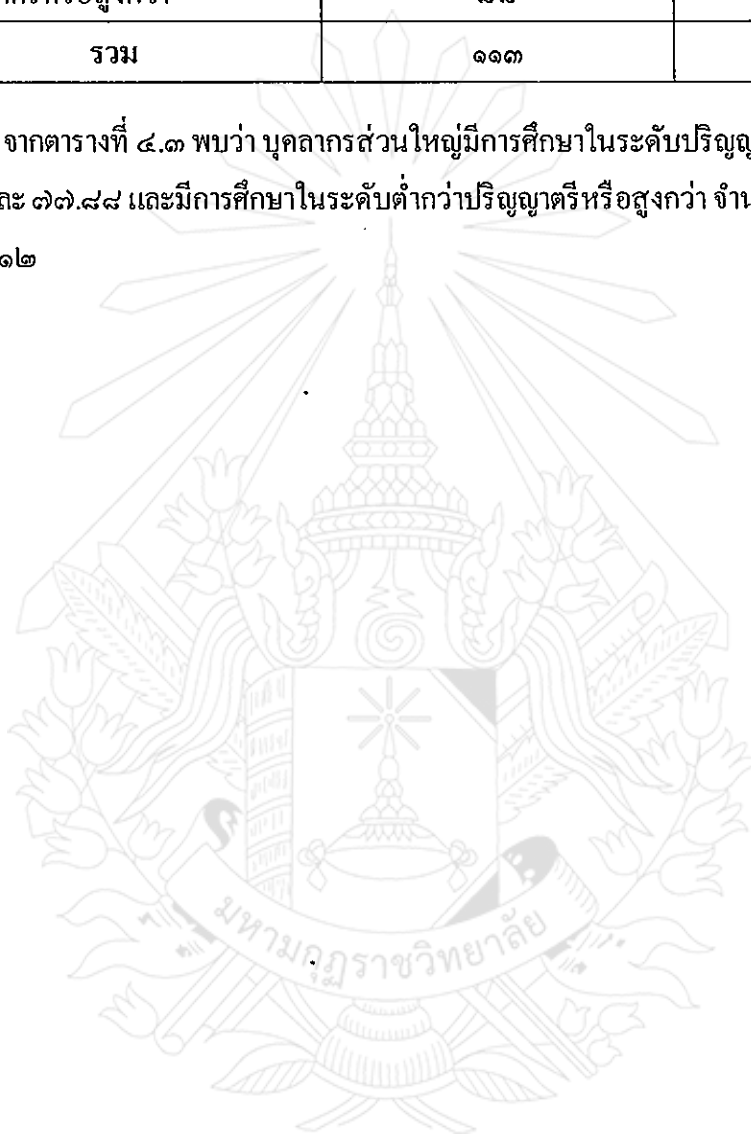 รวม ๑๑๓
จากตารางที่ ๔.๓ พบว่า บุคลากรส่วนใหญ่มีการศึกษาในระดับปริญญ
ละ ๗๗.๘๘ และมีการศึกษาในระดับต่ำกว่าปริญญาตรีหรือสูงกว่า จำน
๑๒
มหามกุฏราชวิทยาลัย